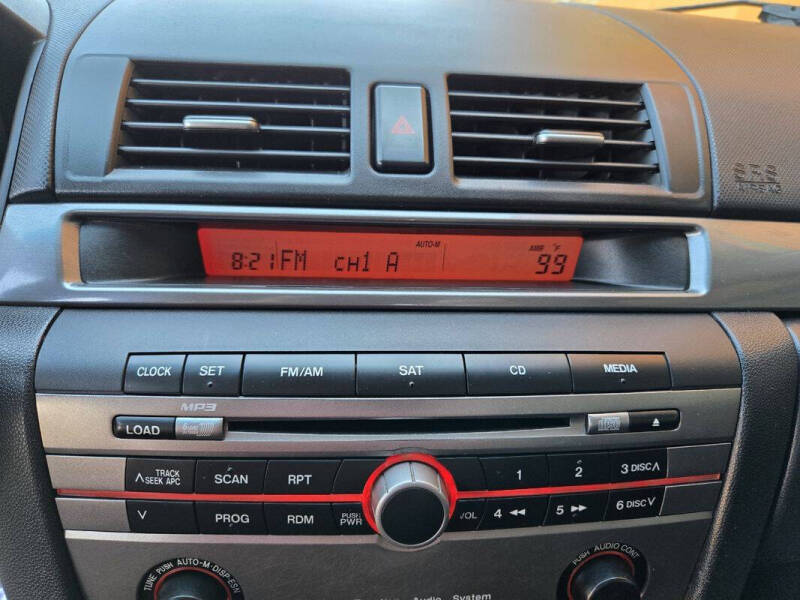 SRS
AIRBAG
AUTO-M AMB °F
8:21 FM CH1 A 99
CLOCK SET FM/AM SAT CD MEDIA
MP3
LOAD
TRACK SCAN RPT 1 2 3 DISC∧
∧ SEEK APC
∨ PROG RDM PUSH PWR VOL 4 ◄◄ 5 ►► 6 DISC∨
TUNE PUSH AUTO-M•DISP•ESN
PUSH AUDIO CONT
Audio System